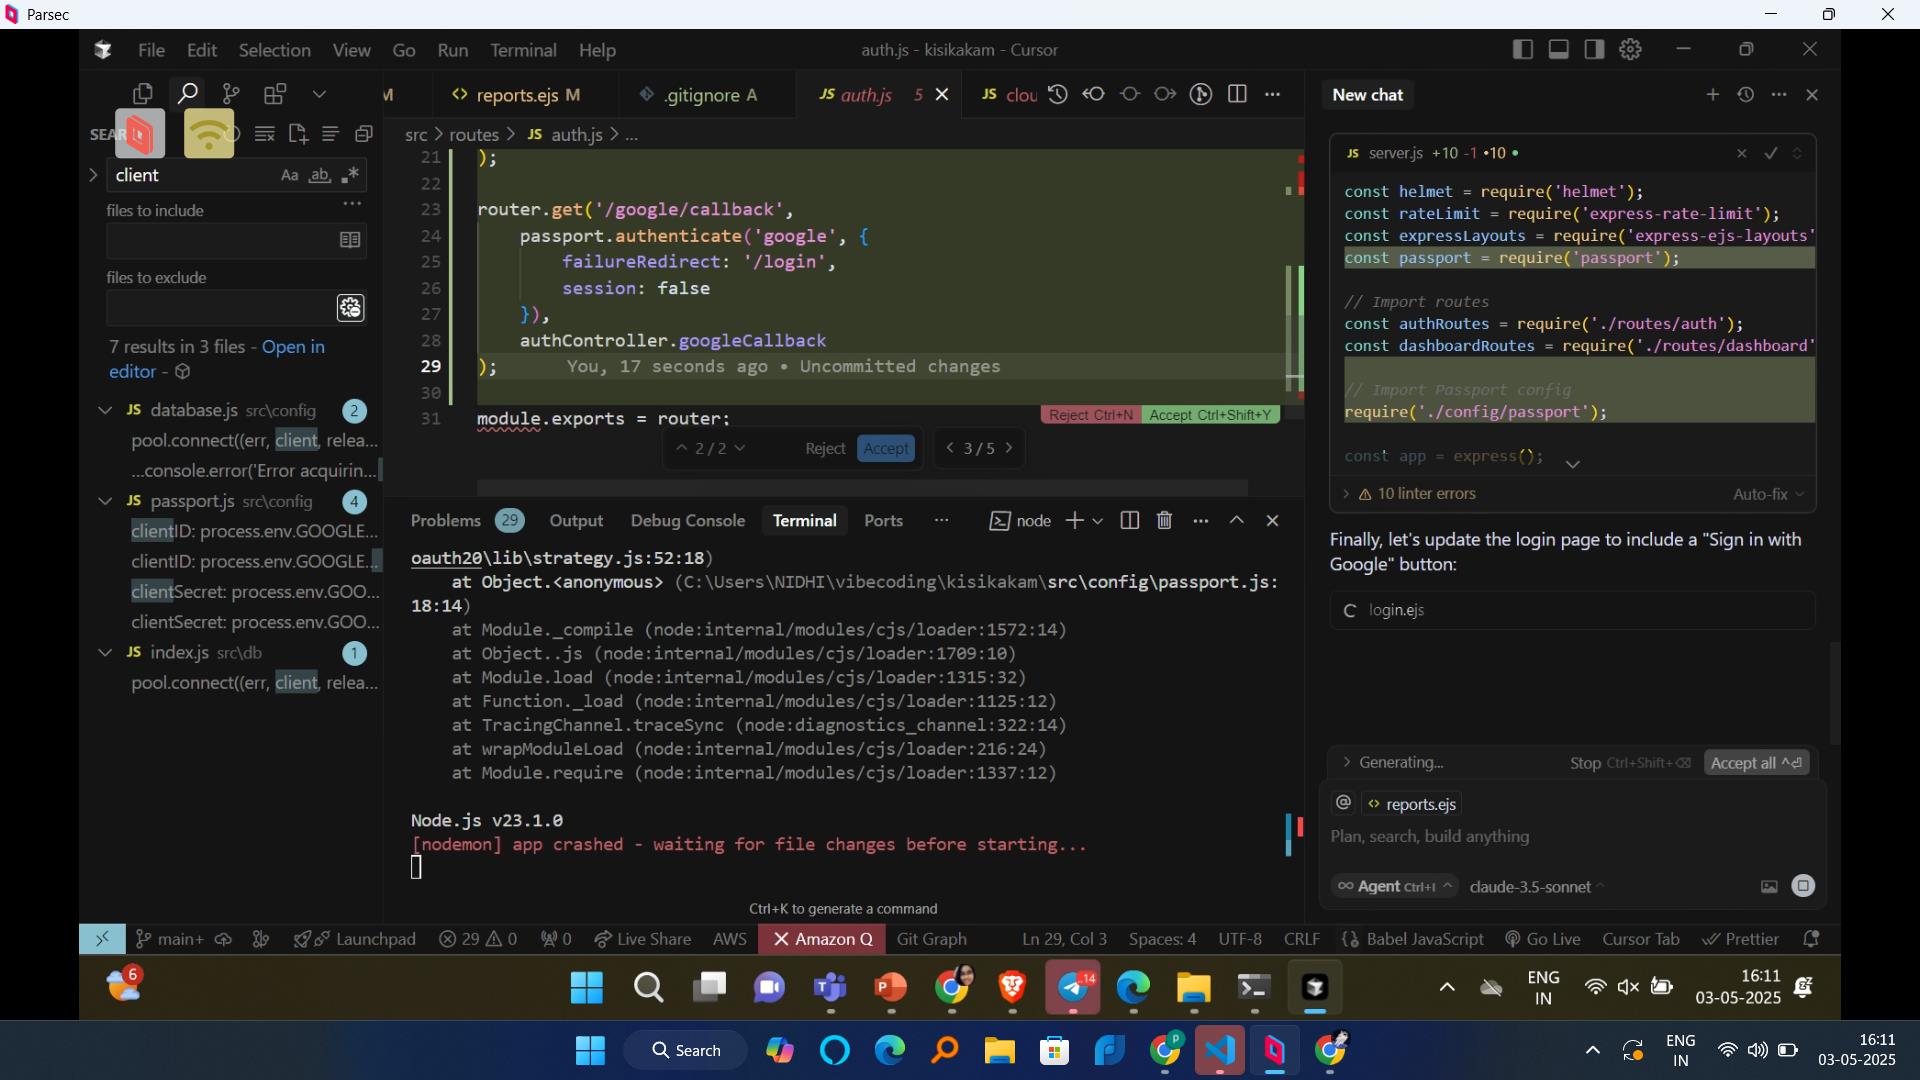 Parsec
File Edit Selection View Go Run Terminal Help
auth.js - kisikakam - Cursor
M
<> reports.ejs M
.gitignore A
JS auth.js 5
JS clou
New chat
SEAR
src > routes > JS auth.js > ...
client
Aa ab
files to include
files to exclude
7 results in 3 files - Open in
editor -
JS database.js src\config 2
pool.connect((err, client, relea...
...console.error('Error acquirin...
JS passport.js src\config 4
clientID: process.env.GOOGLE...
clientID: process.env.GOOGLE...
clientSecret: process.env.GOO...
clientSecret: process.env.GOO...
JS index.js src\db 1
pool.connect((err, client, relea...
21 );
22
23 router.get('/google/callback',
24 passport.authenticate('google', {
25 failureRedirect: '/login',
26 session: false
27 }),
28 authController.googleCallback
29 ); You, 17 seconds ago • Uncommitted changes
30
31 module.exports = router;
Reject Ctrl+N Accept Ctrl+Shift+Y
2/2 Reject Accept < 3/5 >
Problems 29 Output Debug Console Terminal Ports ... node
oauth20\lib\strategy.js:52:18)
at Object.<anonymous> (C:\Users\NIDHI\vibecoding\kisikakam\src\config\passport.js:
18:14)
at Module._compile (node:internal/modules/cjs/loader:1572:14)
at Object..js (node:internal/modules/cjs/loader:1709:10)
at Module.load (node:internal/modules/cjs/loader:1315:32)
at Function._load (node:internal/modules/cjs/loader:1125:12)
at TracingChannel.traceSync (node:diagnostics_channel:322:14)
at wrapModuleLoad (node:internal/modules/cjs/loader:216:24)
at Module.require (node:internal/modules/cjs/loader:1337:12)
Node.js v23.1.0
[nodemon] app crashed - waiting for file changes before starting...
Ctrl+K to generate a command
JS server.js +10 -1 •10 •
const helmet = require('helmet');
const rateLimit = require('express-rate-limit');
const expressLayouts = require('express-ejs-layouts'
const passport = require('passport');
// Import routes
const authRoutes = require('./routes/auth');
const dashboardRoutes = require('./routes/dashboard'
// Import Passport config
require('./config/passport');
const app = express();
10 linter errors
Auto-fix
Finally, let's update the login page to include a "Sign in with
Google" button:
login.ejs
Generating...
Stop Ctrl+Shift+⌫ Accept all ^⏎
@ <> reports.ejs
Plan, search, build anything
∞ Agent Ctrl+I claude-3.5-sonnet
main+ Launchpad 29 0 0 Live Share AWS Amazon Q Git Graph Ln 29, Col 3 Spaces: 4 UTF-8 CRLF {} Babel JavaScript Go Live Cursor Tab Prettier
6
14
ENG
IN
16:11
03-05-2025
Search
P
ENG
IN
16:11
03-05-2025